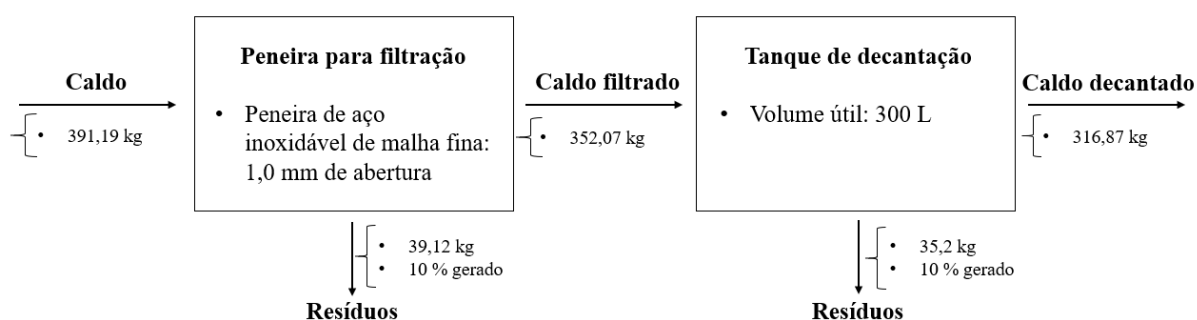 Caldo
• 391,19 kg
Peneira para filtração
• Peneira de aço
inoxidável de malha fina:
1,0 mm de abertura
Caldo filtrado
• 352,07 kg
Tanque de decantação
• Volume útil: 300 L
Caldo decantado
• 316,87 kg
• 39,12 kg
• 10 % gerado
Resíduos
• 35,2 kg
• 10 % gerado
Resíduos